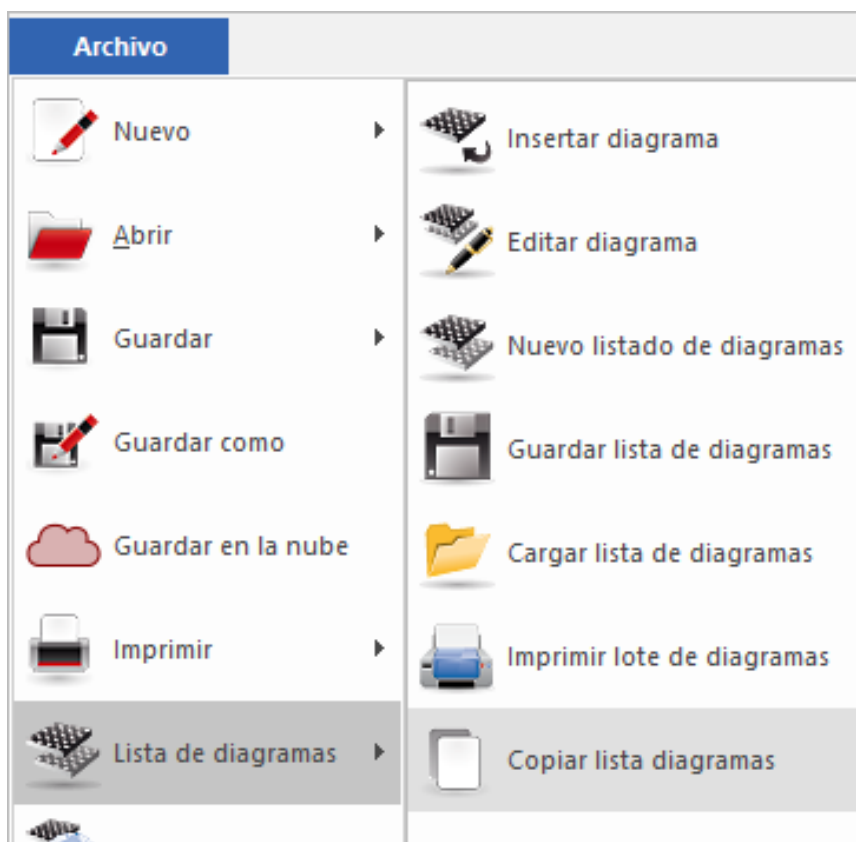 Archivo
Nuevo
Abrir
Guardar
Guardar como
Guardar en la nube
Imprimir
Lista de diagramas
Insertar diagrama
Editar diagrama
Nuevo listado de diagramas
Guardar lista de diagramas
Cargar lista de diagramas
Imprimir lote de diagramas
Copiar lista diagramas